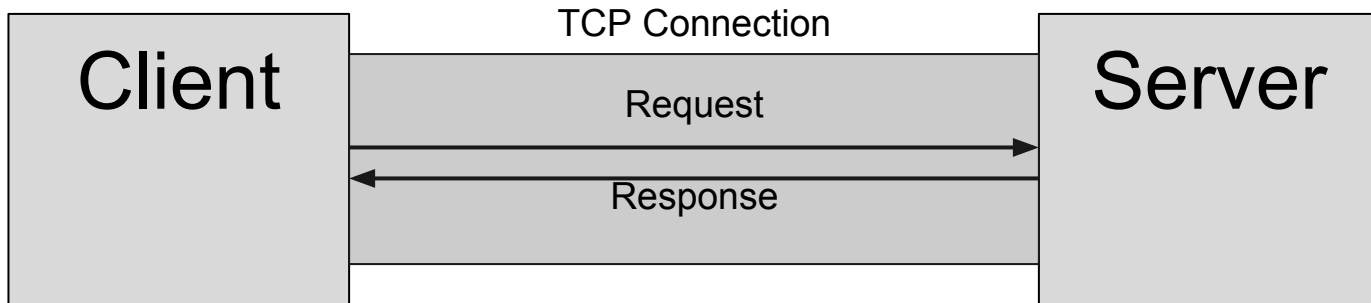 TCP Connection
Client
Server
Request
Response